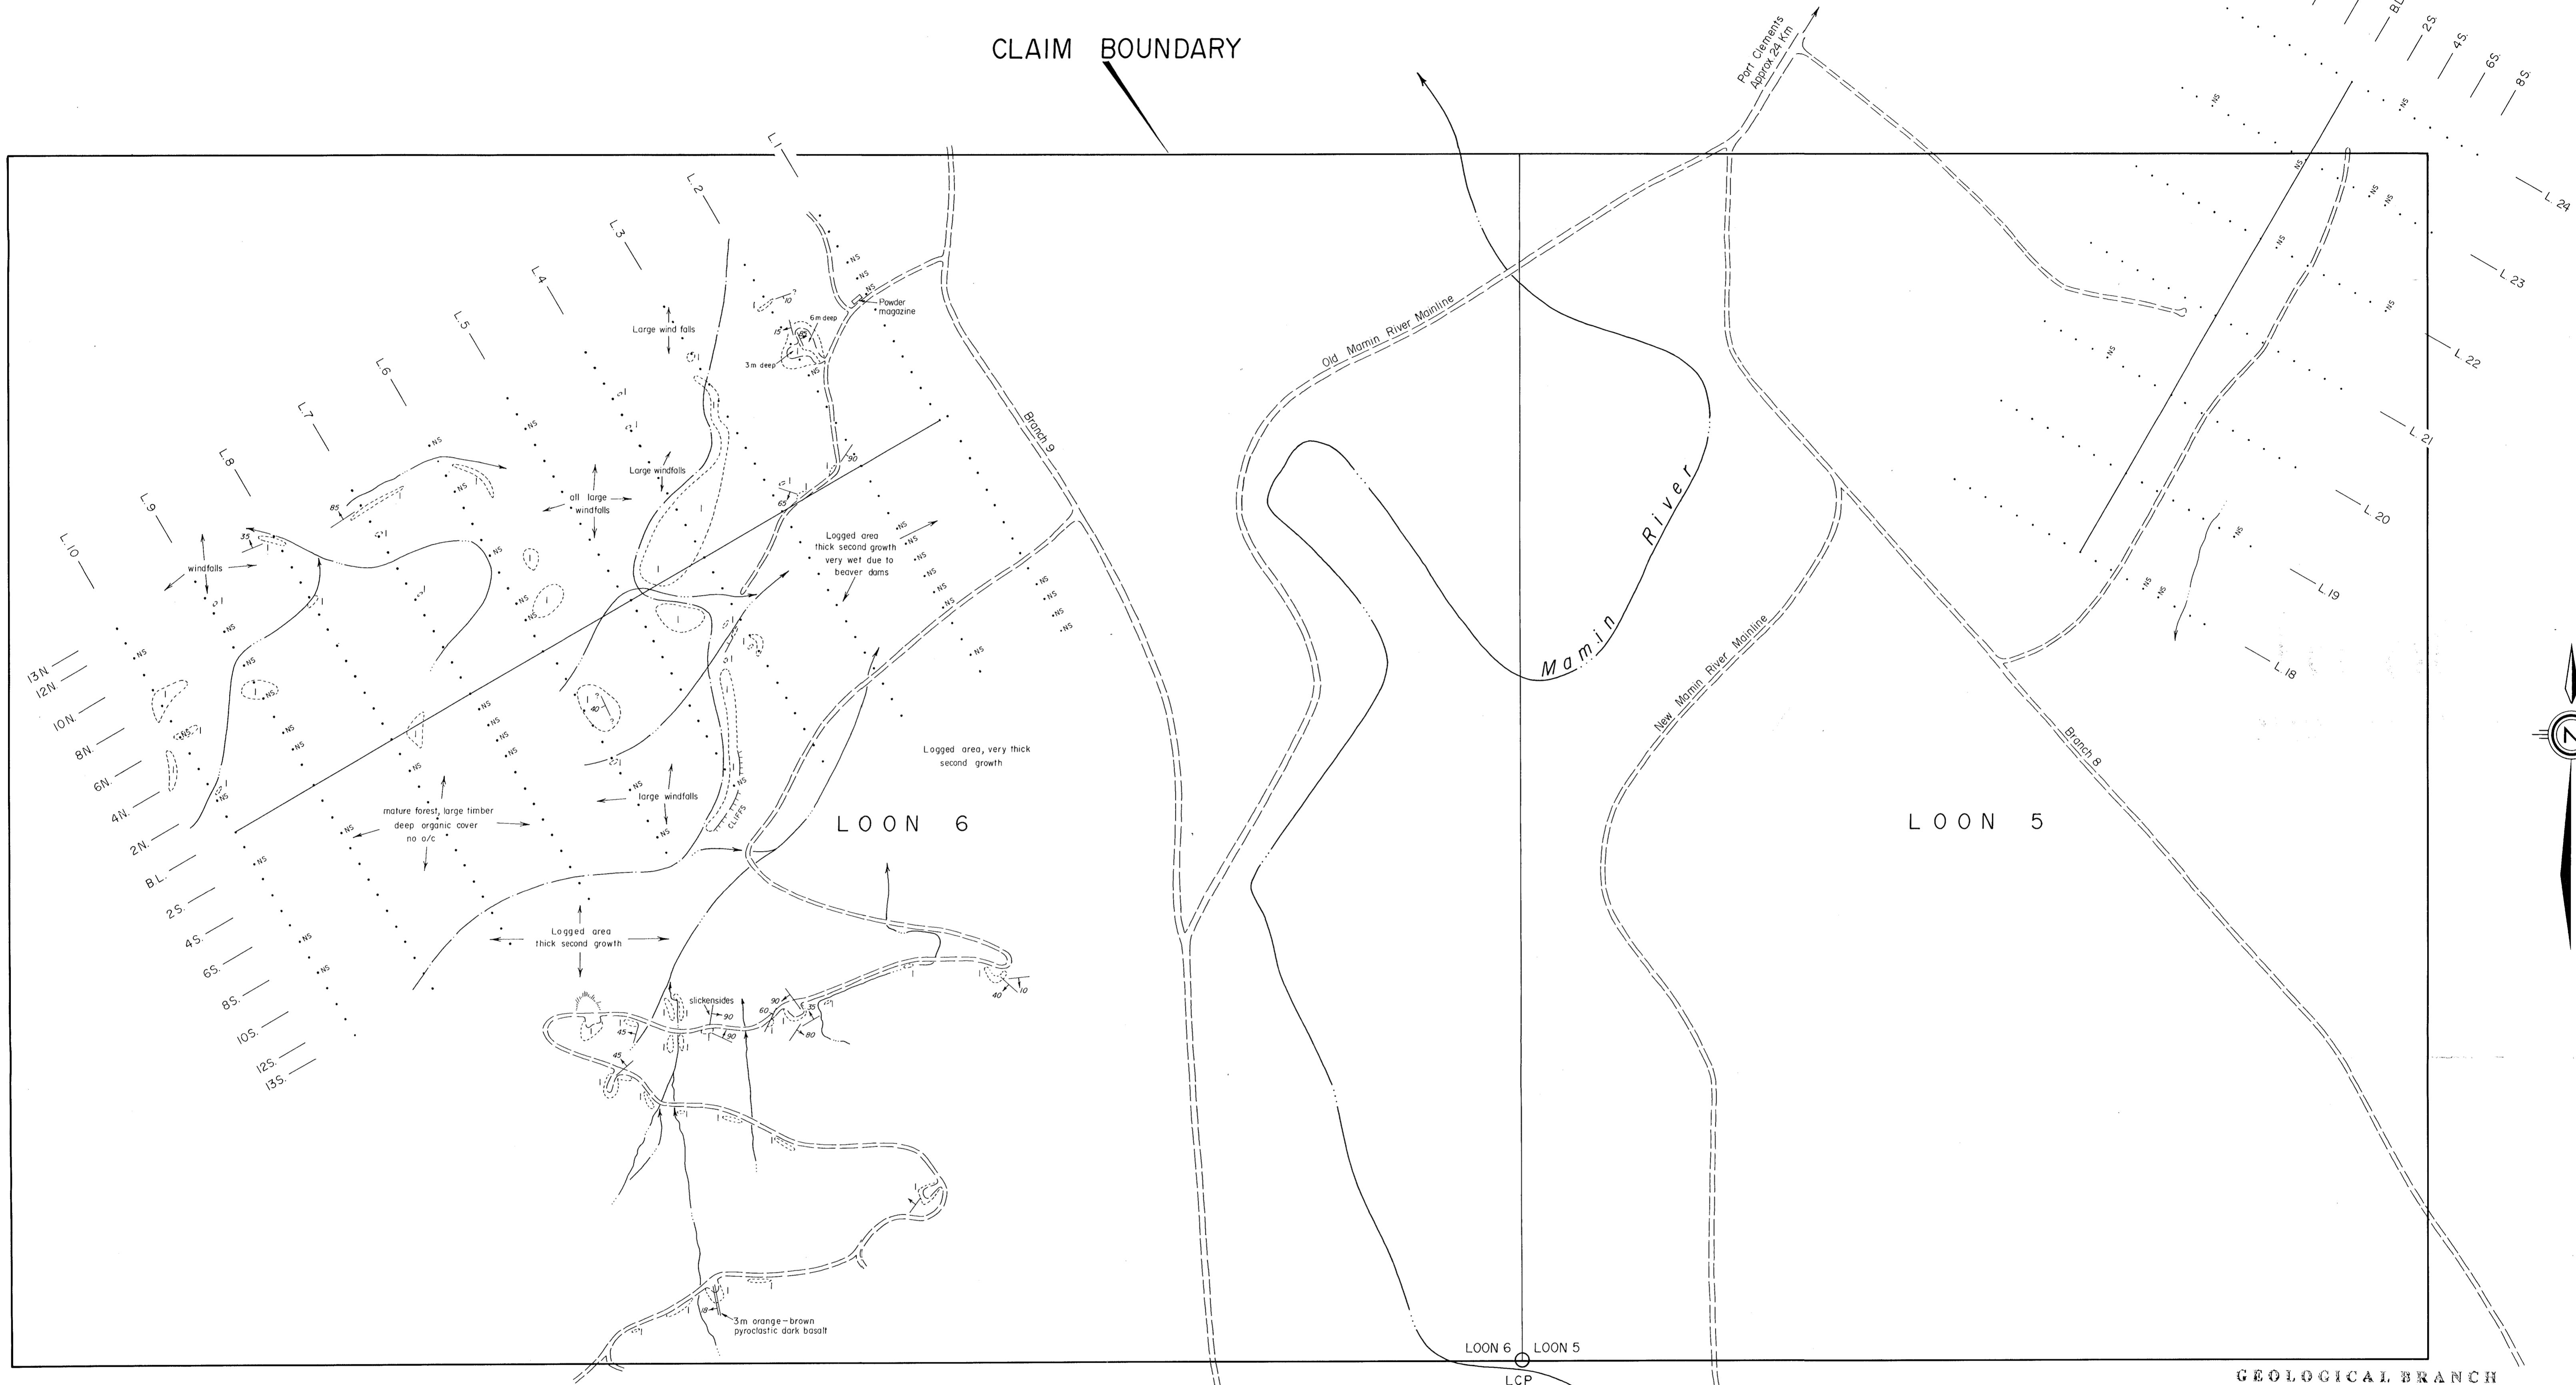 CLAIM BOUNDARY
Port Clements
Approx. 24 Km
2S.
4S.
6S.
8S.
L.1
L.2
L.3
L.4
L.5
L.6
L.7
L.8
L.9
L.10
L.24
L.23
L.22
L.21
L.20
L.19
L.18
Powder
magazine
6m deep
3m deep
Large wind falls
Large windfalls
all large
windfalls
windfalls
Old Mamin River Mainline
Branch 9
Mamin River
New Mamin River Mainline
Branch 8
Logged area
thick second growth
very wet due to
beaver dams
13N.
12N.
10N.
8N.
6N.
4N.
2N.
B.L.
2S.
4S.
6S.
8S.
10S.
12S.
13S.
Logged area, very thick
second growth
large windfalls
CLIFFS
mature forest, large timber
deep organic cover
no o/c
LOON 6
LOON 5
Logged area
thick second growth
slickensides
3m orange-brown
pyroclastic dark basalt
LOON 6
LOON 5
LCP
N
GEOLOGICAL BRANCH